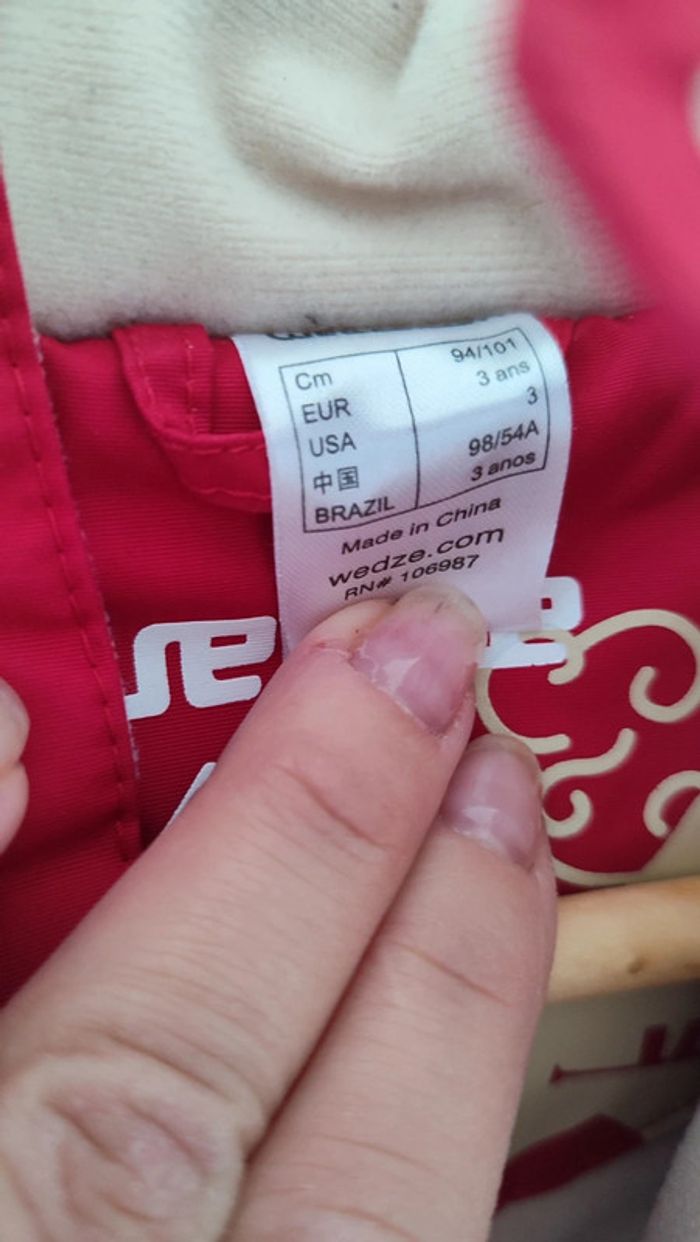 Cm 94/101
EUR 3 ans
USA 3
中国 98/54A
BRAZIL 3 anos
Made in China
wedze.com
RN# 106987